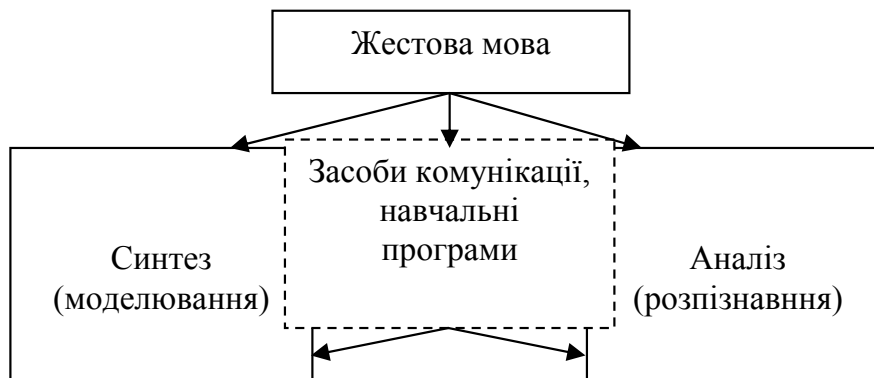 Жестова мова
Засоби комунікації,
навчальні
програми
Синтез
(моделювання)
Аналіз
(розпізнавння)